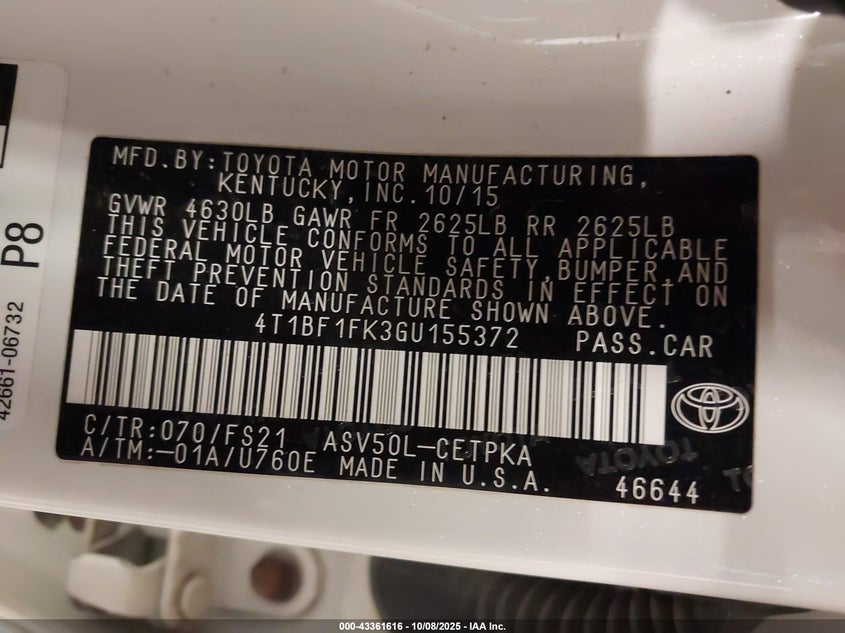 MFD.BY:TOYOTA MOTOR MANUFACTURING,
KENTUCKY,INC.10/15
GVWR 4630LB GAWR FR 2625LB RR 2625LB
THIS VEHICLE CONFORMS TO ALL APPLICABLE
FEDERAL MOTOR VEHICLE SAFETY,BUMPER,AND
THEFT PREVENTION STANDARDS IN EFFECT ON
THE DATE OF MANUFACTURE SHOWN ABOVE.
4T1BF1FK3GU155372 PASS.CAR
C/TR:070/FS21 ASV50L-CETPKA
A/TM:-01A/U760E MADE IN U.S.A. 46644
TOYOTA
42661-06732 P8
000-43361616 - 10/08/2025 - IAA Inc.